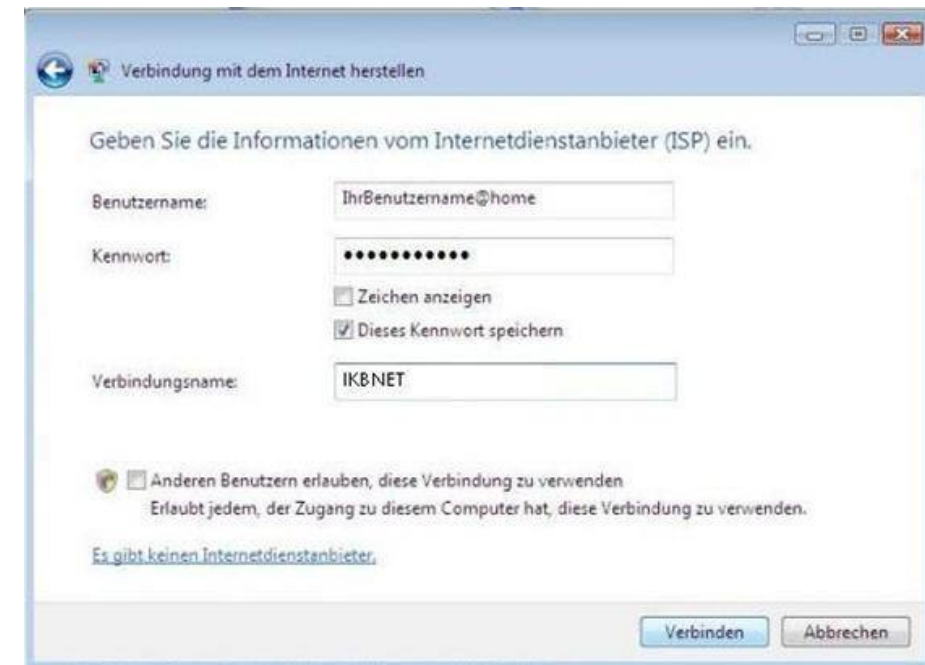 Verbindung mit dem Internet herstellen
Geben Sie die Informationen vom Internetdienstanbieter (ISP) ein.
Benutzername:
IhrBenutzername@home
Kennwort:
•••••••••••
Zeichen anzeigen
Dieses Kennwort speichern
Verbindungsname:
IKBNET
Anderen Benutzern erlauben, diese Verbindung zu verwenden
Erlaubt jedem, der Zugang zu diesem Computer hat, diese Verbindung zu verwenden.
Es gibt keinen Internetdienstanbieter.
Verbinden
Abbrechen